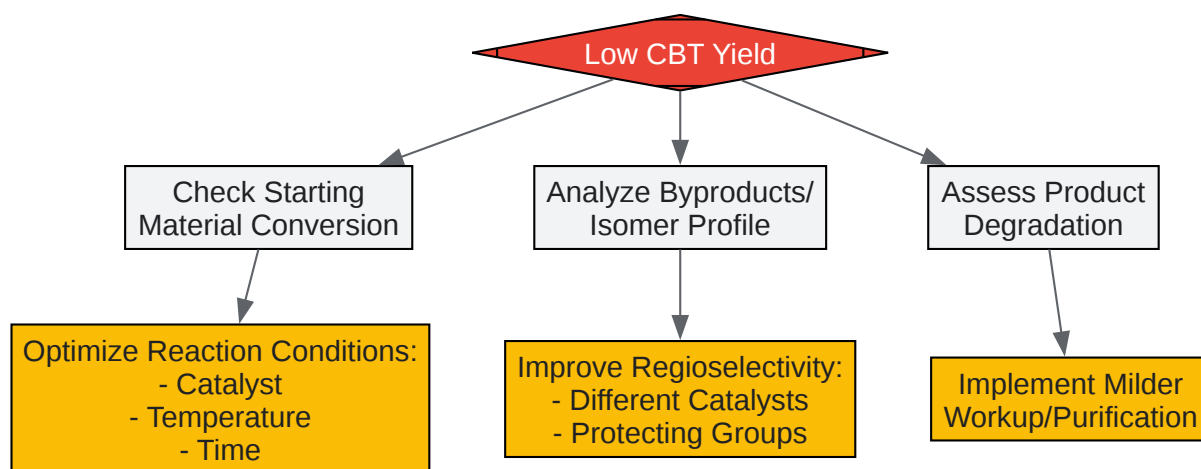 Low CBT Yield
Check Starting
Material Conversion
Analyze Byproducts/
Isomer Profile
Assess Product
Degradation
Optimize Reaction Conditions:
- Catalyst
- Temperature
- Time
Improve Regioselectivity:
- Different Catalysts
- Protecting Groups
Implement Milder
Workup/Purification